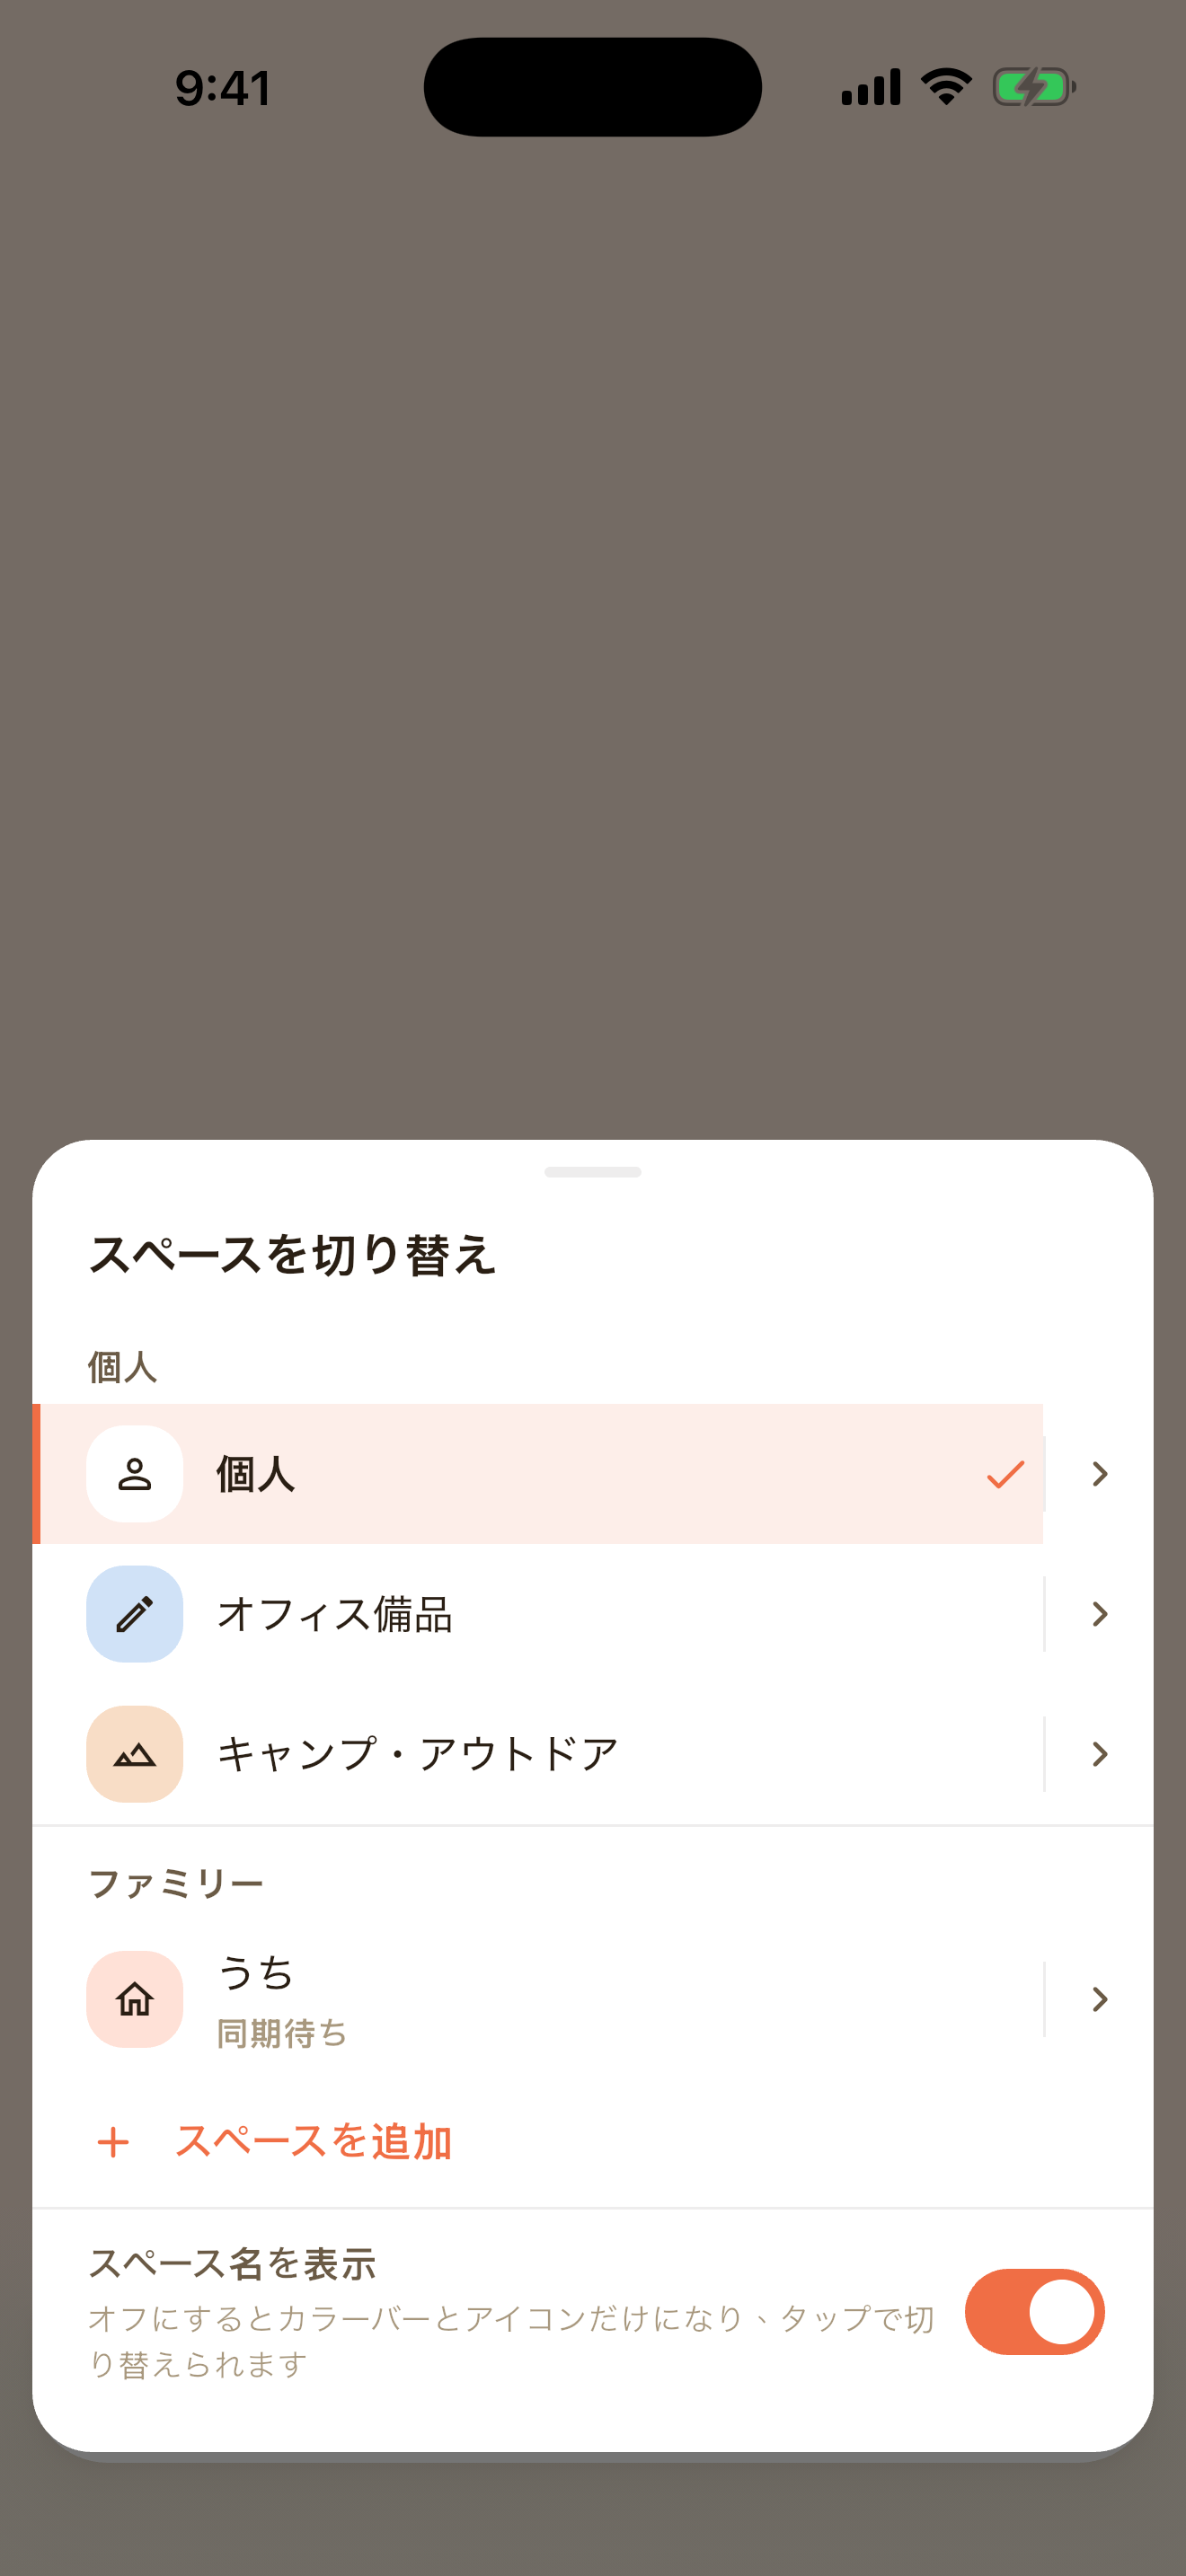 9:41
スペースを切り替え
個人
個人
オフィス備品
キャンプ・アウトドア
ファミリー
うち
同期待ち
+ スペースを追加
スペース名を表示
オフにするとカラーバーとアイコンだけになり、タップで切
り替えられます